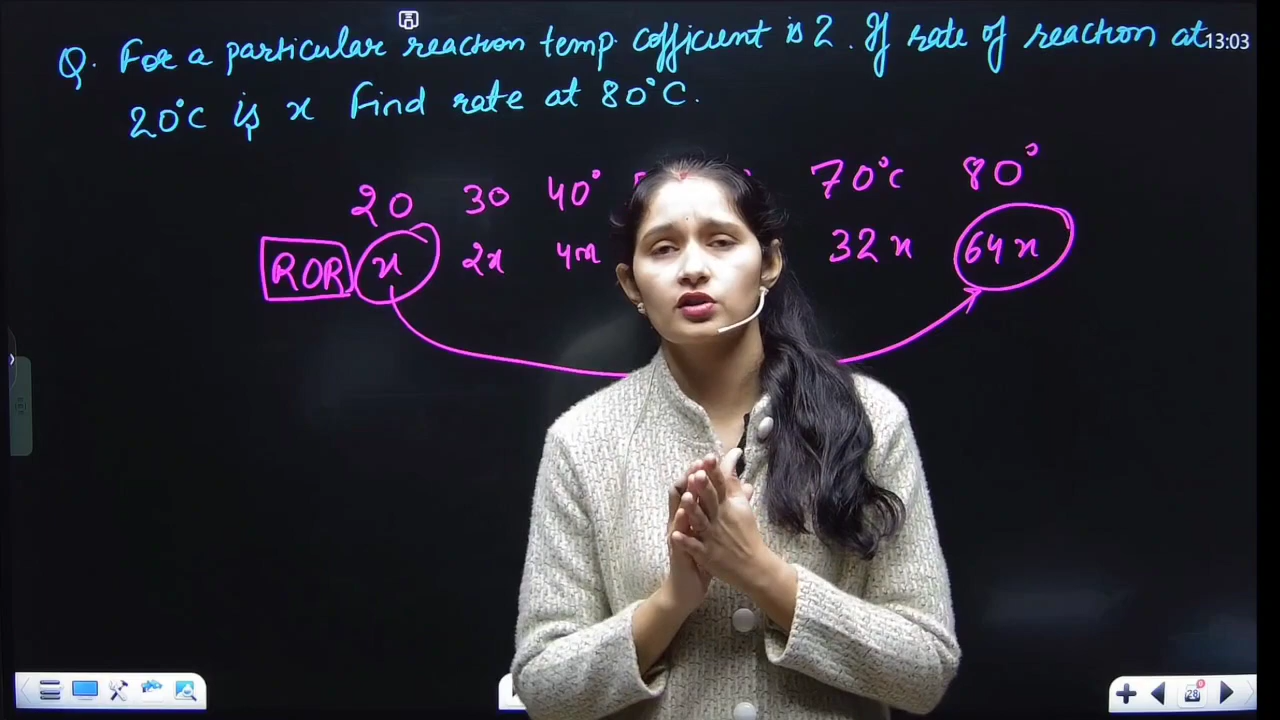 Q. For a particular reaction temp. cofficient is 2. If rate of reaction at
13:03
20°C is x Find rate at 80°C.
20 30 40° 70°C 80°
ROR x 2x 4x 32x 64x
28